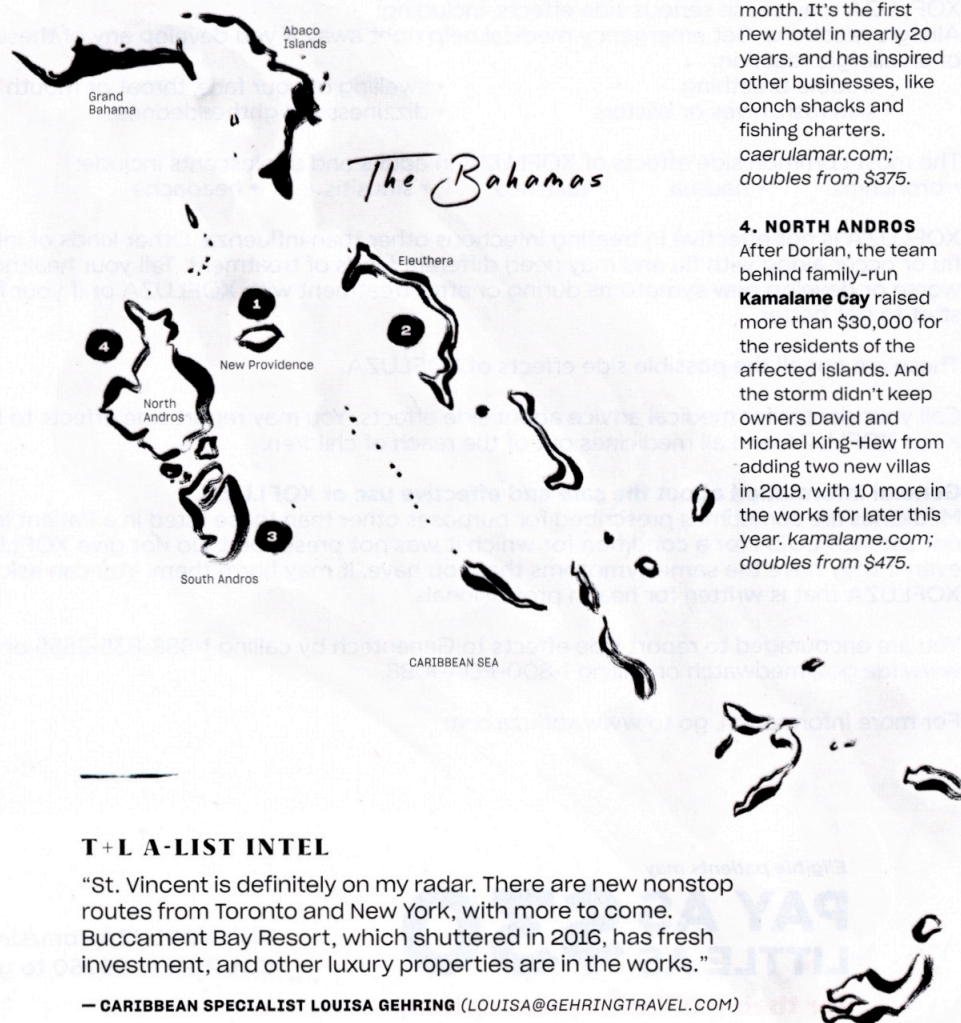 month. It's the first
new hotel in nearly 20
years, and has inspired
other businesses, like
conch shacks and
fishing charters.
caerulamar.com;
doubles from $375.
4. NORTH ANDROS
After Dorian, the team
behind family-run
Kamalame Cay raised
more than $30,000 for
the residents of the
affected islands. And
the storm didn't keep
owners David and
Michael King-Hew from
adding two new villas
in 2019, with 10 more in
the works for later this
year. kamalame.com;
doubles from $475.
Abaco
Islands
Grand
Bahama
The Bahamas
Eleuthera
1
2
4
New Providence
North
Andros
3
South Andros
CARIBBEAN SEA
T+L A-LIST INTEL
“St. Vincent is definitely on my radar. There are new nonstop
routes from Toronto and New York, with more to come.
Buccament Bay Resort, which shuttered in 2016, has fresh
investment, and other luxury properties are in the works.”
— CARIBBEAN SPECIALIST LOUISA GEHRING (LOUISA@GEHRINGTRAVEL.COM)